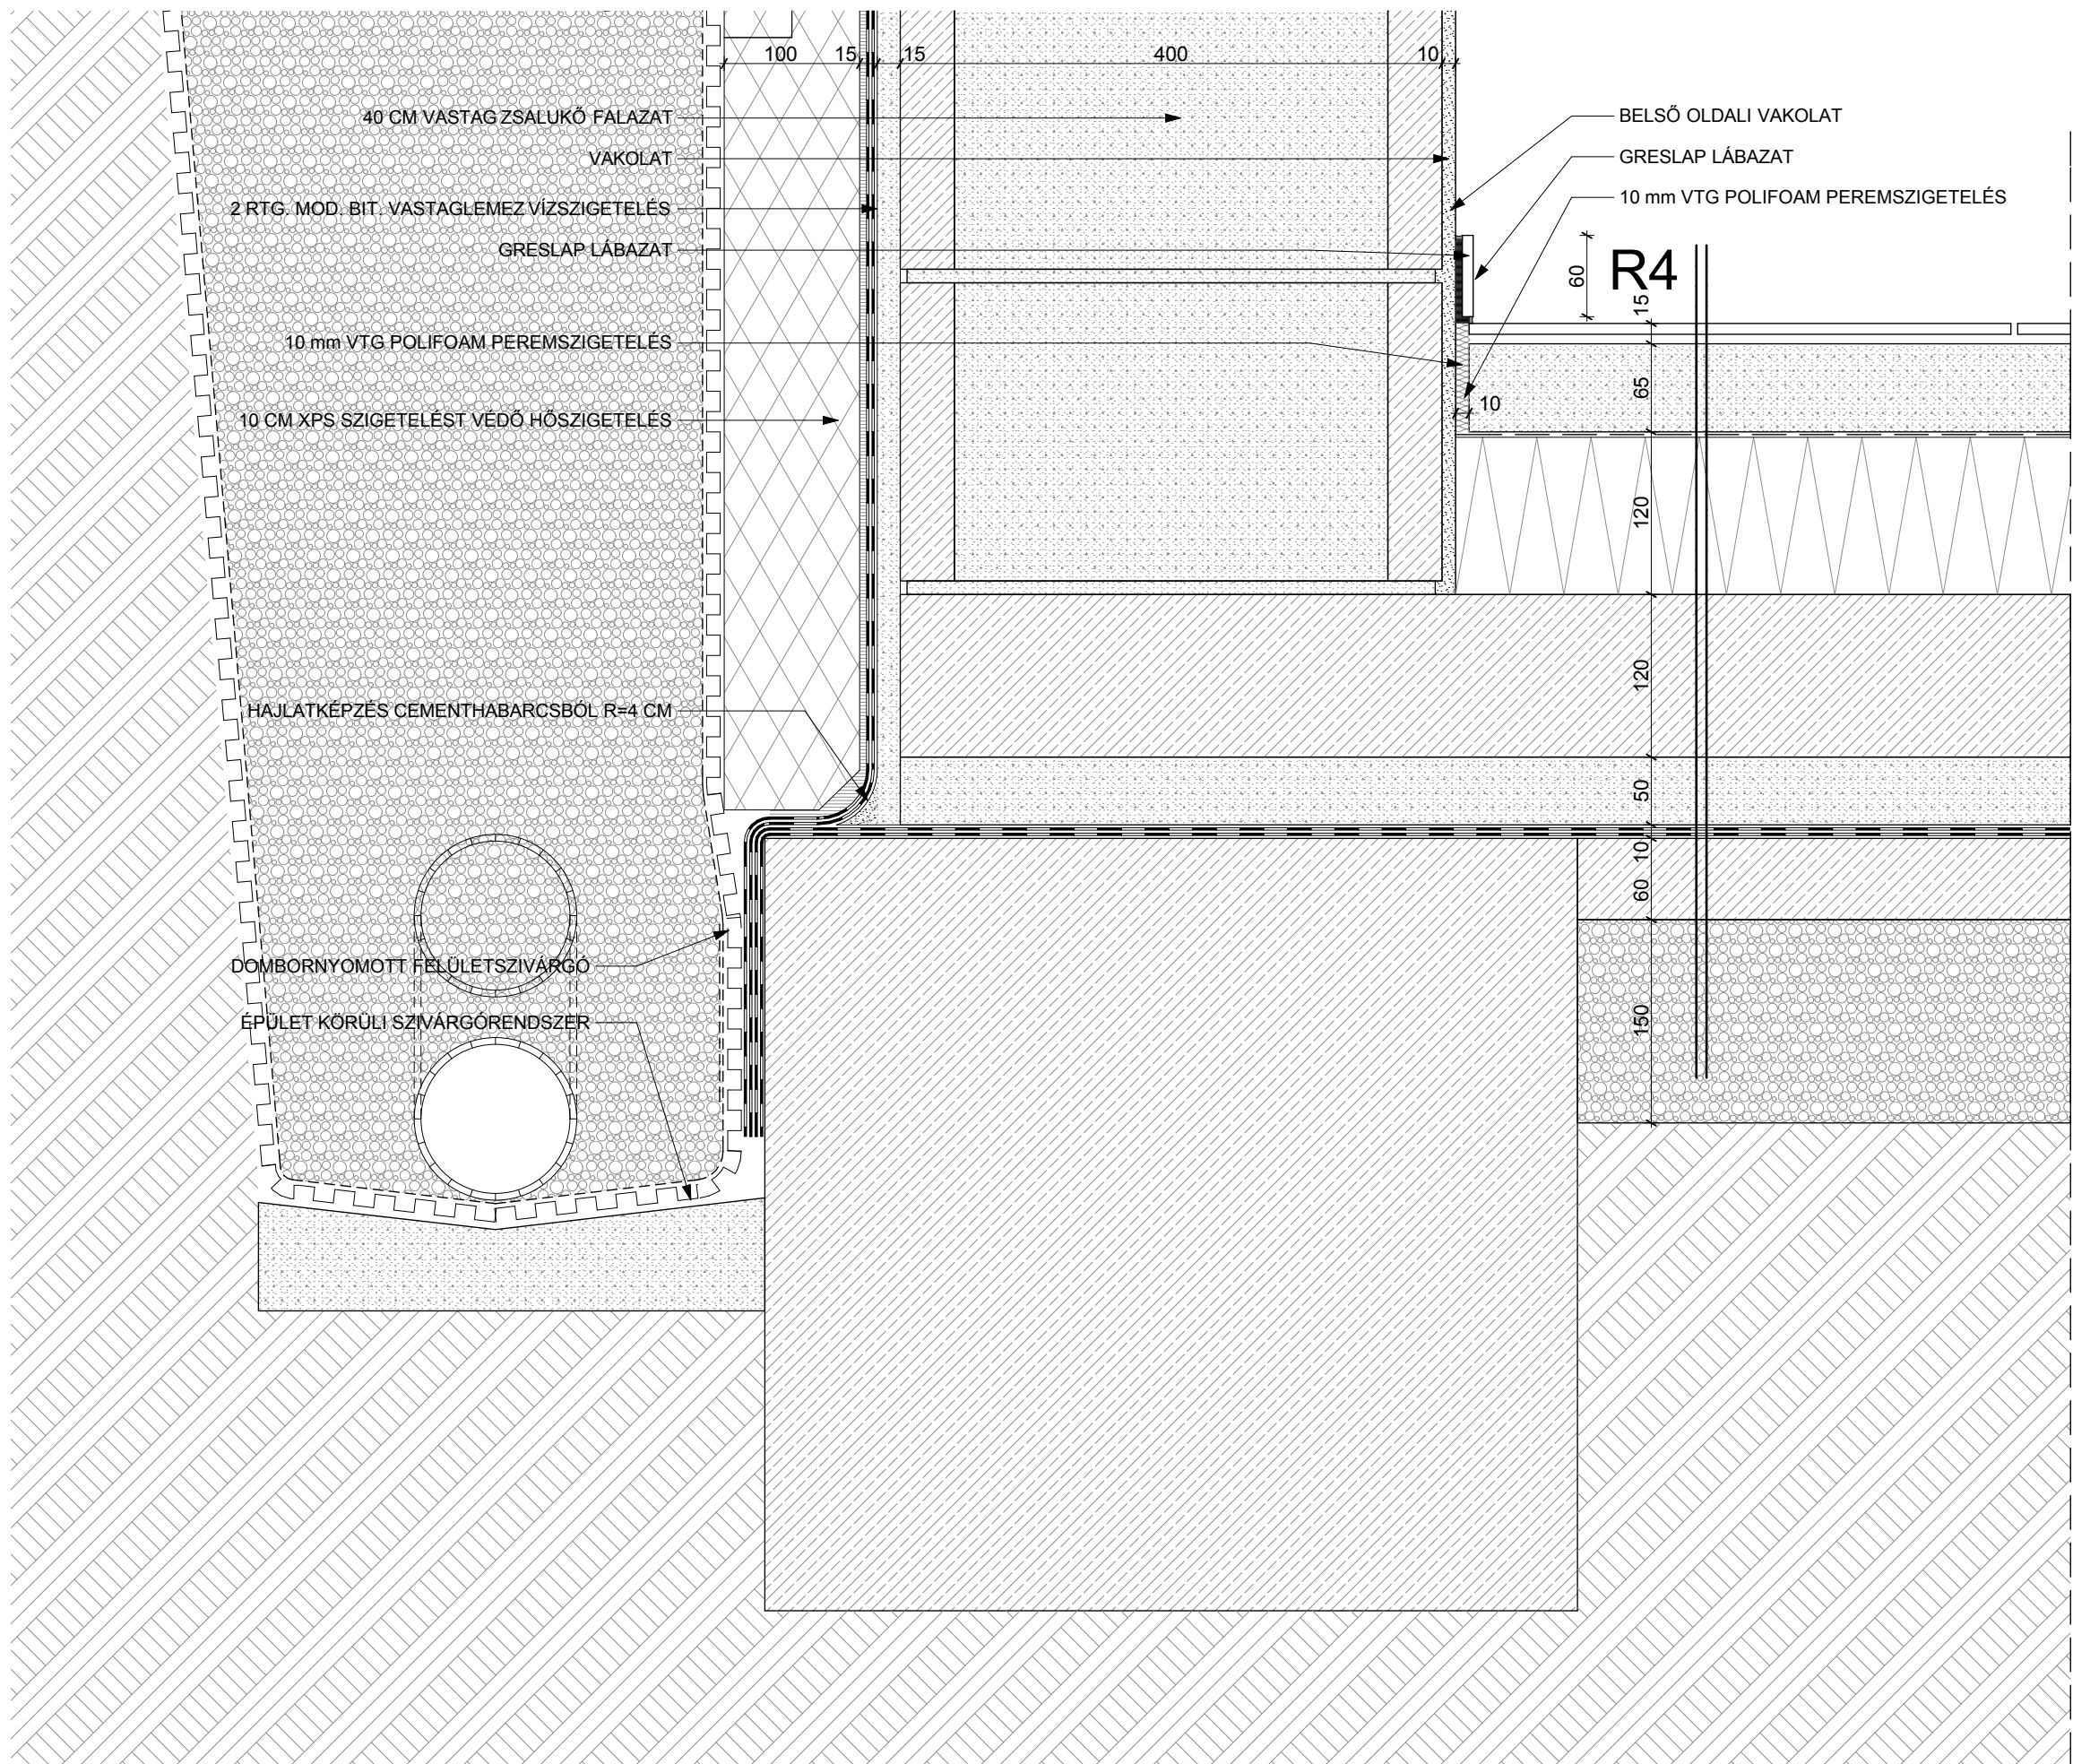 100 15 15 400 10
40 CM VASTAG ZSALUKŐ FALAZAT
VAKOLAT
2 RTG. MOD. BIT. VASTAGLEMEZ VÍZSZIGETELÉS
GRESLAP LÁBAZAT
10 mm VTG POLIFOAM PEREMSZIGETELÉS
10 CM XPS SZIGETELÉST VÉDŐ HŐSZIGETELÉS
HAJLATKÉPZÉS CEMENTHABARCSBÓL R=4 CM
DOMBORNYOMOTT FELÜLETSZIVÁRGÓ
ÉPÜLET KÖRÜLI SZIVÁRGÓRENDSZER
BELSŐ OLDALI VAKOLAT
GRESLAP LÁBAZAT
10 mm VTG POLIFOAM PEREMSZIGETELÉS
R4
60
15
65
10
120
120
50
10
60
150